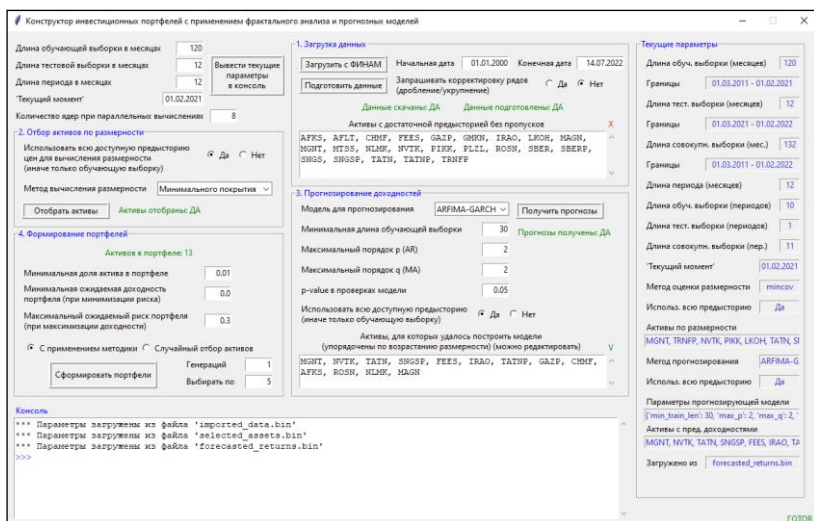 Конструктор инвестиционных портфелей с применением фрактального анализа и прогнозных моделей
Длина обучающей выборки в месяцах 120
Длина тестовой выборки в месяцах 12
Длина периода в месяцах 12
'Текущий момент' 01.02.2021
Вывести текущие
параметры
в консоль
Количество ядер при параллельных вычислениях 8
2. Отбор активов по размерности
Использовать всю доступную предысторию
цен для вычисления размерности
(иначе только обучающую выборку)
Да Нет
Метод вычисления размерности Минимального покрытия
Отобрать активы Активы отобраны: ДА
4. Формирование портфелей
Активов в портфеле: 13
Минимальная доля актива в портфеле 0.01
Минимальная ожидаемая доходность
портфеля (при минимизации риска) 0.0
Максимальный ожидаемый риск портфеля
(при максимизации доходности) 0.3
С применением методики Случайный отбор активов
Сформировать портфели
Генераций 1
Выбирать по 5
1. Загрузка данных
Загрузить с ФИНАМ Начальная дата 01.01.2000 Конечная дата 14.07.2022
Подготовить данные
Запрашивать корректировку рядов
(дробление/укрупнение)
Да Нет
Данные скачаны: ДА Данные подготовлены: ДА
Активы с достаточной предысторией без пропусков X
AFKS, AFLT, CHMF, FEES, GAZP, GMKN, IRAO, LKOH, MAGN,
MGNT, MTSS, NLMK, NVTK, PIKK, PLZL, ROSN, SBER, SBERP,
SNGS, SNGSP, TATN, TATNP, TRNFP
3. Прогнозирование доходностей
Модель для прогнозирования ARFIMA-GARCH Получить прогнозы
Минимальная длина обучающей выборки 30 Прогнозы получены: ДА
Максимальный порядок p (AR) 2
Максимальный порядок q (MA) 2
p-value в проверках модели 0.05
Использовать всю доступную предысторию
(иначе только обучающую выборку)
Да Нет
Активы, для которых удалось построить модели
(упорядочены по возрастанию размерности) (можно редактировать) V
MGNT, NVTK, TATN, SNGSP, FEES, IRAO, TATNP, GAZP, CHMF,
AFKS, ROSN, NLMK, MAGN
Текущие параметры
Длина обуч. выборки (месяцев) 120
Границы 01.03.2011 - 01.02.2021
Длина тест. выборки (месяцев) 12
Границы 01.03.2021 - 01.02.2022
Длина совокупн. выборки (мес.) 132
Границы 01.03.2011 - 01.02.2022
Длина периода (месяцев) 12
Длина обуч. выборки (периодов) 10
Длина тест. выборки (периодов) 1
Длина совокупн. выборки (пер.) 11
'Текущий момент' 01.02.2021
Метод оценки размерности mincov
Использ. всю предысторию Да
Активы по размерности
MGNT, TRNFP, NVTK, PIKK, LKOH, TATN, SI
Метод прогнозирования ARFIMA-G
Использ. всю предысторию Да
Параметры прогнозирующей модели
{'min_train_len': 30, 'max_p': 2, 'max_q': 2, '
Активы с пред. доходностями
MGNT, NVTK, TATN, SNGSP, FEES, IRAO, TA
Загружено из forecasted_returns.bin
Консоль
*** Параметры загружены из файла 'imported_data.bin'
*** Параметры загружены из файла 'selected_assets.bin'
*** Параметры загружены из файла 'forecasted_returns.bin'
>>>
ГОТОВ